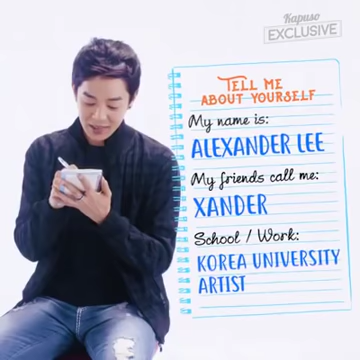 Kapuso
EXCLUSIVE
TELL ME
ABOUT YOURSELF
My name is:
ALEXANDER LEE
My friends call me:
XANDER
School / Work:
KOREA UNIVERSITY
ARTIST